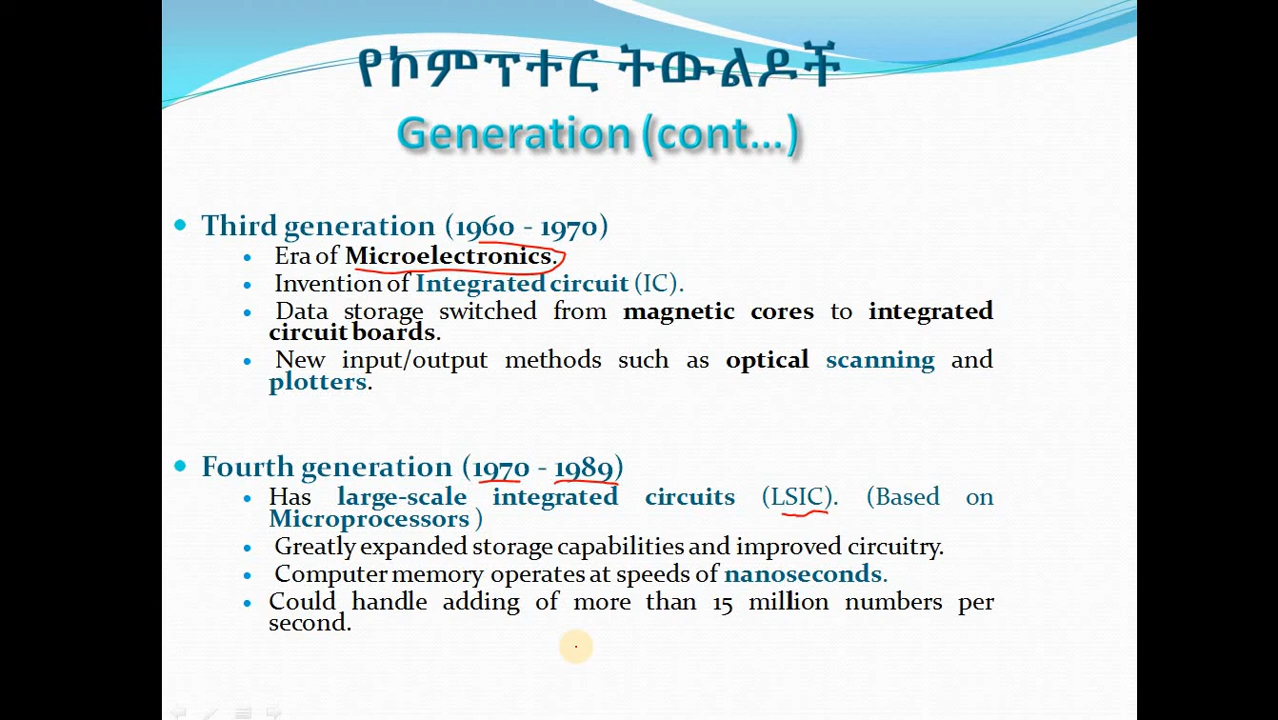 የኮምፕተር ትውልዶች
Generation (cont...)
Third generation (1960 - 1970)
Era of Microelectronics.
Invention of Integrated circuit (IC).
Data storage switched from magnetic cores to integrated
circuit boards.
New input/output methods such as optical scanning and
plotters.
Fourth generation (1970 - 1989)
Has large-scale integrated circuits (LSIC). (Based on
Microprocessors )
Greatly expanded storage capabilities and improved circuitry.
Computer memory operates at speeds of nanoseconds.
Could handle adding of more than 15 million numbers per
second.